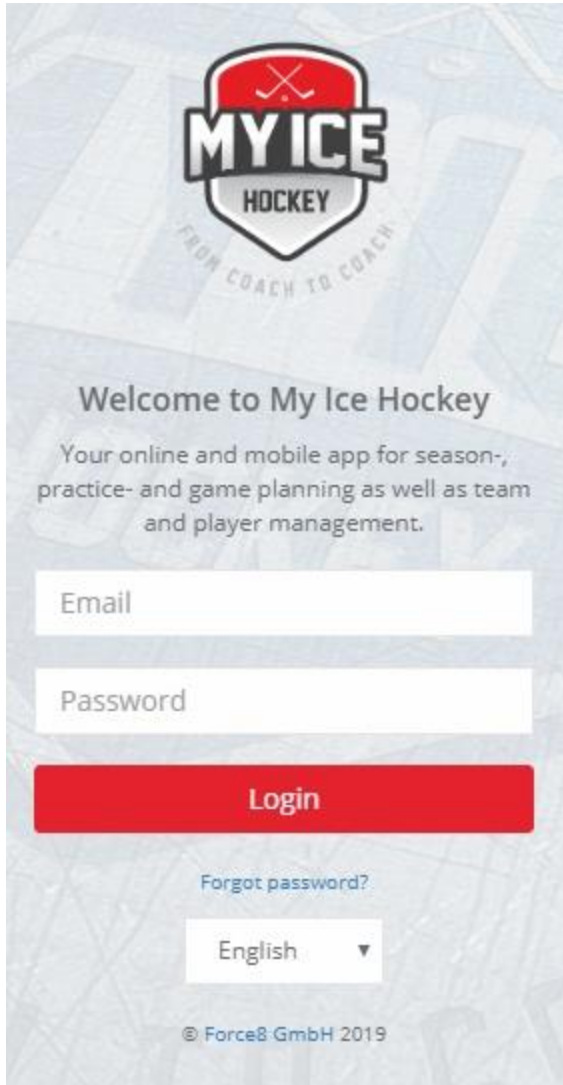 MY ICE
HOCKEY
FROM COACH TO COACH
Welcome to My Ice Hockey
Your online and mobile app for season-,
practice- and game planning as well as team
and player management.
Email
Password
Login
Forgot password?
English
© Force8 GmbH 2019